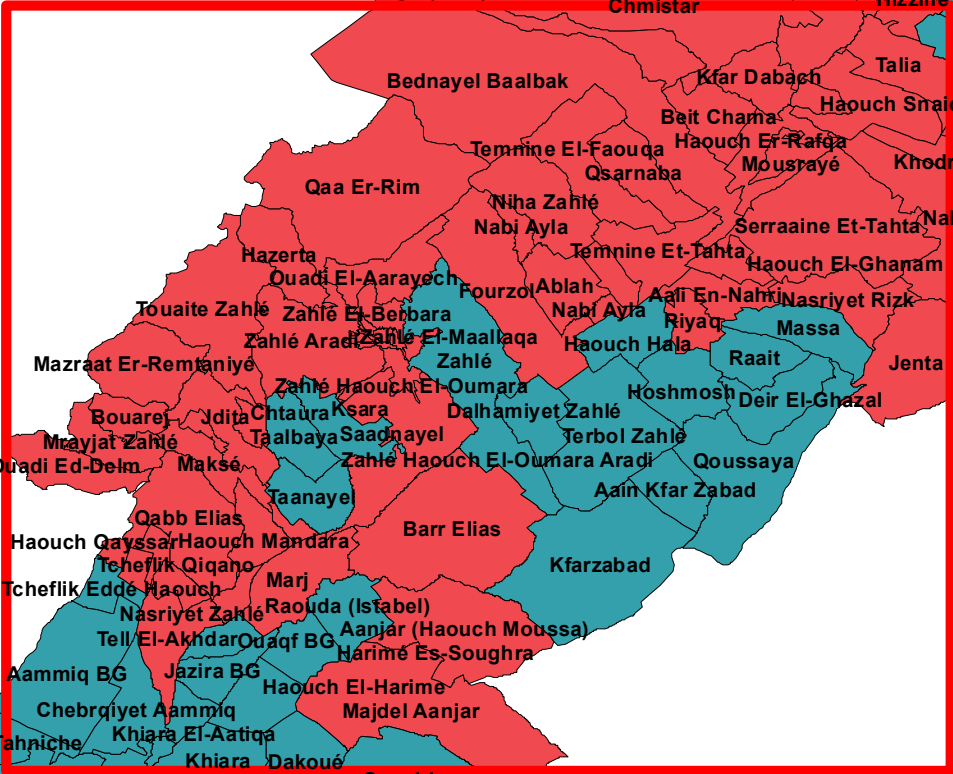 Chmistar
Bednayel Baalbak
Kfar Dabach
Talia
Beit Chama
Haouch Er-Rafqa
Mousrayé
Temnine El-Faouqa
Qsarnaba
Qaa Er-Rim
Niha Zahlé
Nabi Ayla
Serraaine Et-Tahta
Hazerta
Temnine Et-Tahta
Haouch El-Ghanam
Ouadi El-Aarayech
Fourzol
Ablah
Nabi Ayla
Aali En-Nahri
Nasriyet Rizk
Touaite Zahlé
Zahlé El-Berbara
Riyaq
Massa
Zahlé Aradi
Zahlé El-Maallaqa
Zahlé
Haouch Hala
Raait
Jenta
Mazraat Er-Remtaniyé
Zahlé Haouch El-Oumara
Hoshmosh
Deir El-Ghazal
Bouarej
Jdita
Chtaura
Ksara
Dalhamiyet Zahlé
Mrayjat Zahlé
Taalbaya
Saadnayel
Terbol Zahlé
Ouadi Ed-Delm
Maksé
Zahlé Haouch El-Oumara Aradi
Qoussaya
Taanayel
Aain Kfar Zabad
Qabb Elias
Barr Elias
Haouch Qayssar
Haouch Mandara
Tcheflik Qiqano
Kfarzabad
Tcheflik Eddé
Haouch
Marj
Nasriyet Zahlé
Raouda (Istabel)
Tell El-Akhdar
Ouaqf BG
Aanjar (Haouch Moussa)
Harimé Es-Soughra
Aammiq BG
Jazira BG
Haouch El-Harime
Chebrqiyet Aammiq
Majdel Aanjar
Khiara El-Aatiqa
Khiara
Dakoué